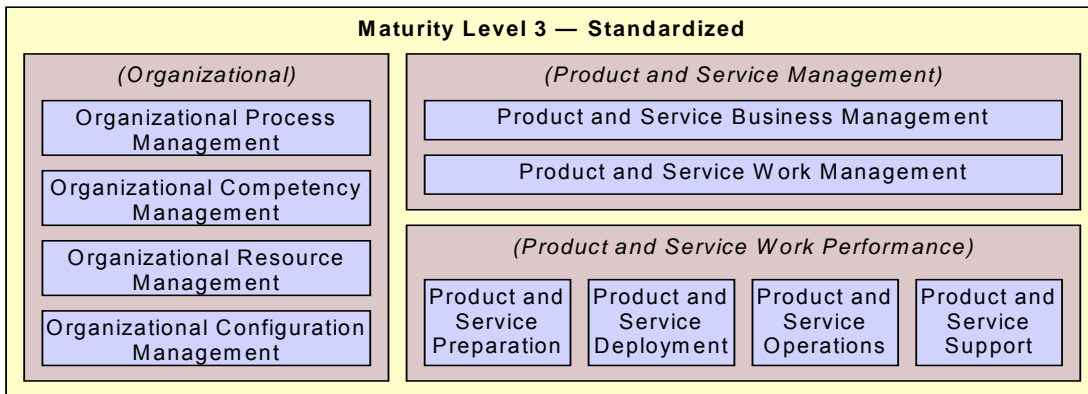 Maturity Level 3 — Standardized
(Organizational)
Organizational Process
Management
Organizational Competency
Management
Organizational Resource
Management
Organizational Configuration
Management
(Product and Service Management)
Product and Service Business Management
Product and Service Work Management
(Product and Service Work Performance)
Product and
Service
Preparation
Product and
Service
Deployment
Product and
Service
Operations
Product and
Service
Support